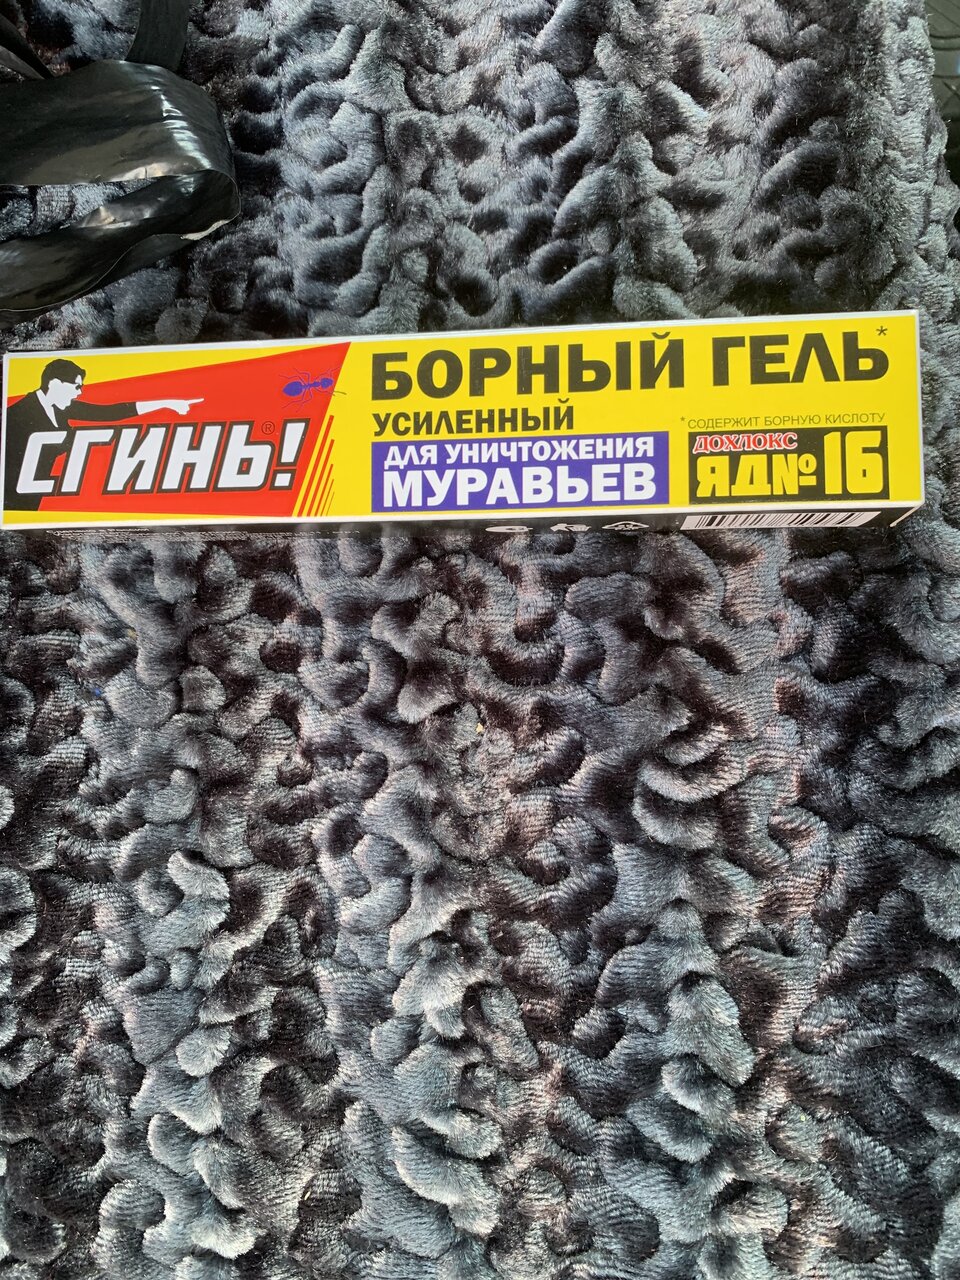 СГИНЬ!®
БОРНЫЙ ГЕЛЬ*
УСИЛЕННЫЙ
ДЛЯ УНИЧТОЖЕНИЯ
МУРАВЬЕВ
*СОДЕРЖИТ БОРНУЮ КИСЛОТУ
ДОХЛОКС
ЯД№16